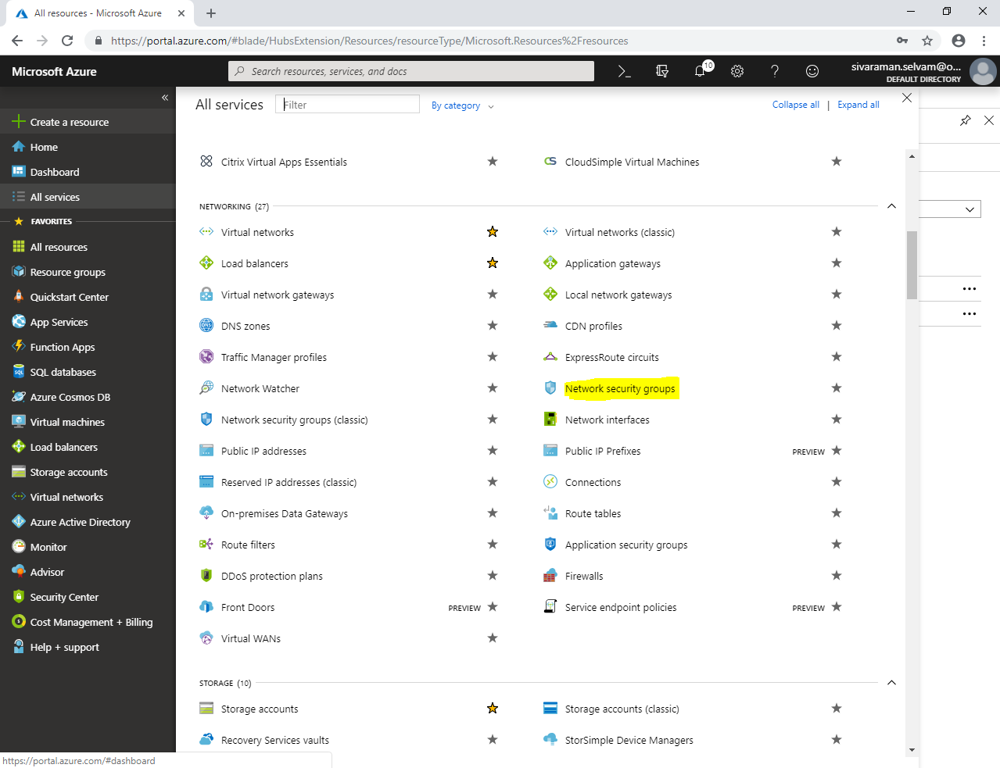 All resources - Microsoft Azure
https://portal.azure.com/#blade/HubsExtension/Resources/resourceType/Microsoft.Resources%2Fresources
Microsoft Azure
Search resources, services, and docs
10
sivaraman.selvam@o...
DEFAULT DIRECTORY
Create a resource
Home
Dashboard
All services
FAVORITES
All resources
Resource groups
Quickstart Center
App Services
Function Apps
SQL databases
Azure Cosmos DB
Virtual machines
Load balancers
Storage accounts
Virtual networks
Azure Active Directory
Monitor
Advisor
Security Center
Cost Management + Billing
Help + support
All services
Filter
By category
Collapse all | Expand all
Citrix Virtual Apps Essentials
CloudSimple Virtual Machines
NETWORKING (27)
Virtual networks
Virtual networks (classic)
Load balancers
Application gateways
Virtual network gateways
Local network gateways
DNS zones
CDN profiles
Traffic Manager profiles
ExpressRoute circuits
Network Watcher
Network security groups
Network security groups (classic)
Network interfaces
Public IP addresses
Public IP Prefixes PREVIEW
Reserved IP addresses (classic)
Connections
On-premises Data Gateways
Route tables
Route filters
Application security groups
DDoS protection plans
Firewalls
Front Doors PREVIEW
Service endpoint policies PREVIEW
Virtual WANs
STORAGE (10)
Storage accounts
Storage accounts (classic)
Recovery Services vaults
StorSimple Device Managers
https://portal.azure.com/#dashboard